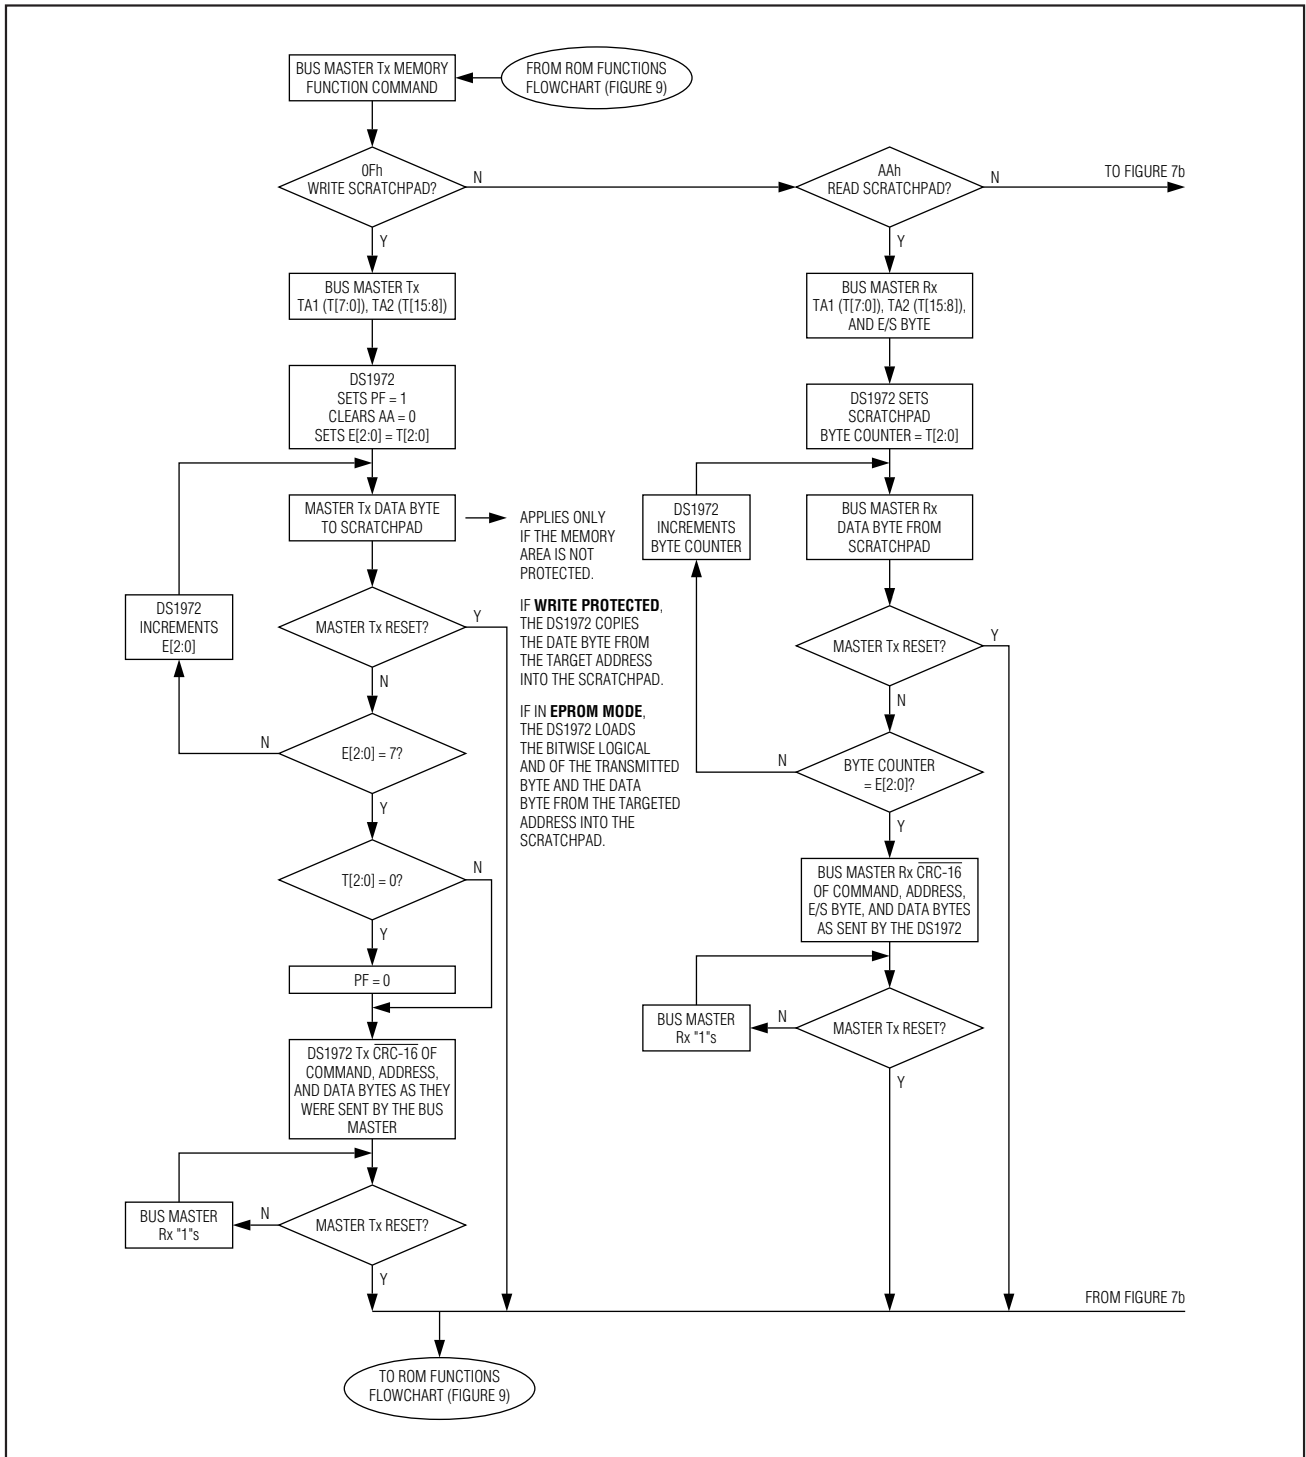 BUS MASTER Tx MEMORY
FUNCTION COMMAND
FROM ROM FUNCTIONS
FLOWCHART (FIGURE 9)
0Fh
WRITE SCRATCHPAD?
N
Y
AAh
READ SCRATCHPAD?
N
TO FIGURE 7b
Y
BUS MASTER Tx
TA1 (T[7:0]), TA2 (T[15:8])
DS1972
SETS PF = 1
CLEARS AA = 0
SETS E[2:0] = T[2:0]
MASTER Tx DATA BYTE
TO SCRATCHPAD
APPLIES ONLY
IF THE MEMORY
AREA IS NOT
PROTECTED.
IF WRITE PROTECTED,
THE DS1972 COPIES
THE DATE BYTE FROM
THE TARGET ADDRESS
INTO THE SCRATCHPAD.
IF IN EPROM MODE,
THE DS1972 LOADS
THE BITWISE LOGICAL
AND OF THE TRANSMITTED
BYTE AND THE DATA
BYTE FROM THE TARGETED
ADDRESS INTO THE
SCRATCHPAD.
DS1972
INCREMENTS
E[2:0]
MASTER Tx RESET?
Y
N
E[2:0] = 7?
N
Y
T[2:0] = 0?
N
Y
PF = 0
DS1972 Tx CRC-16 OF
COMMAND, ADDRESS,
AND DATA BYTES AS THEY
WERE SENT BY THE BUS
MASTER
BUS MASTER
Rx "1"s
N
MASTER Tx RESET?
Y
BUS MASTER Rx
TA1 (T[7:0]), TA2 (T[15:8]),
AND E/S BYTE
DS1972 SETS
SCRATCHPAD
BYTE COUNTER = T[2:0]
DS1972
INCREMENTS
BYTE COUNTER
BUS MASTER Rx
DATA BYTE FROM
SCRATCHPAD
MASTER Tx RESET?
Y
N
BYTE COUNTER
= E[2:0]?
N
Y
BUS MASTER Rx CRC-16
OF COMMAND, ADDRESS,
E/S BYTE, AND DATA BYTES
AS SENT BY THE DS1972
BUS MASTER
Rx "1"s
N
MASTER Tx RESET?
Y
FROM FIGURE 7b
TO ROM FUNCTIONS
FLOWCHART (FIGURE 9)